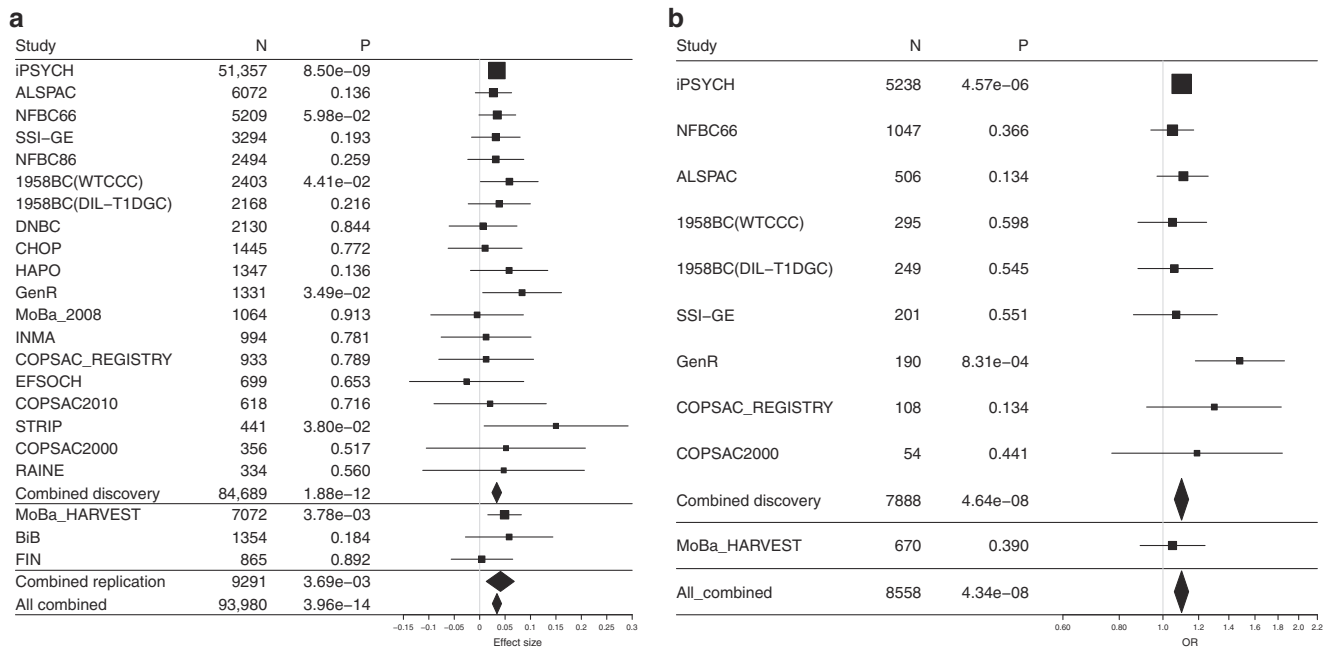 a
Study N P
iPSYCH 51,357 8.50e−09
ALSPAC 6072 0.136
NFBC66 5209 5.98e−02
SSI−GE 3294 0.193
NFBC86 2494 0.259
1958BC(WTCCC) 2403 4.41e−02
1958BC(DIL−T1DGC) 2168 0.216
DNBC 2130 0.844
CHOP 1445 0.772
HAPO 1347 0.136
GenR 1331 3.49e−02
MoBa_2008 1064 0.913
INMA 994 0.781
COPSAC_REGISTRY 933 0.789
EFSOCH 699 0.653
COPSAC2010 618 0.716
STRIP 441 3.80e−02
COPSAC2000 356 0.517
RAINE 334 0.560
Combined discovery 84,689 1.88e−12
MoBa_HARVEST 7072 3.78e−03
BiB 1354 0.184
FIN 865 0.892
Combined replication 9291 3.69e−03
All combined 93,980 3.96e−14
−0.15 −0.1 −0.05 0 0.05 0.1 0.15 0.2 0.25 0.3
Effect size
b
Study N P
iPSYCH 5238 4.57e−06
NFBC66 1047 0.366
ALSPAC 506 0.134
1958BC(WTCCC) 295 0.598
1958BC(DIL−T1DGC) 249 0.545
SSI−GE 201 0.551
GenR 190 8.31e−04
COPSAC_REGISTRY 108 0.134
COPSAC2000 54 0.441
Combined discovery 7888 4.64e−08
MoBa_HARVEST 670 0.390
All_combined 8558 4.34e−08
0.60 1.0 1.2 1.4 1.6 1.8 2.0 2.2
OR